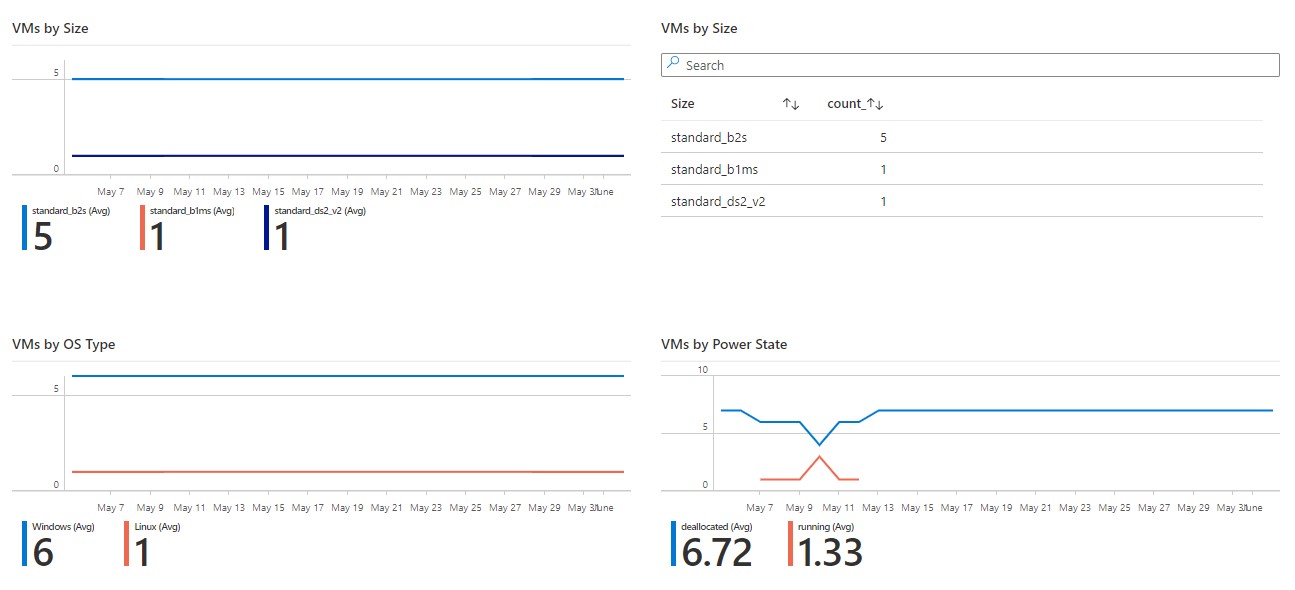 VMs by Size
5
0
May 7 May 9 May 11 May 13 May 15 May 17 May 19 May 21 May 23 May 25 May 27 May 29 May 3 June
standard_b2s (Avg) standard_b1ms (Avg) standard_ds2_v2 (Avg)
5 1 1
VMs by Size
Search
Size count_
standard_b2s 5
standard_b1ms 1
standard_ds2_v2 1
VMs by OS Type
5
0
May 7 May 9 May 11 May 13 May 15 May 17 May 19 May 21 May 23 May 25 May 27 May 29 May 3 June
Windows (Avg) Linux (Avg)
6 1
VMs by Power State
10
5
0
May 7 May 9 May 11 May 13 May 15 May 17 May 19 May 21 May 23 May 25 May 27 May 29 May 3 June
deallocated (Avg) running (Avg)
6.72 1.33